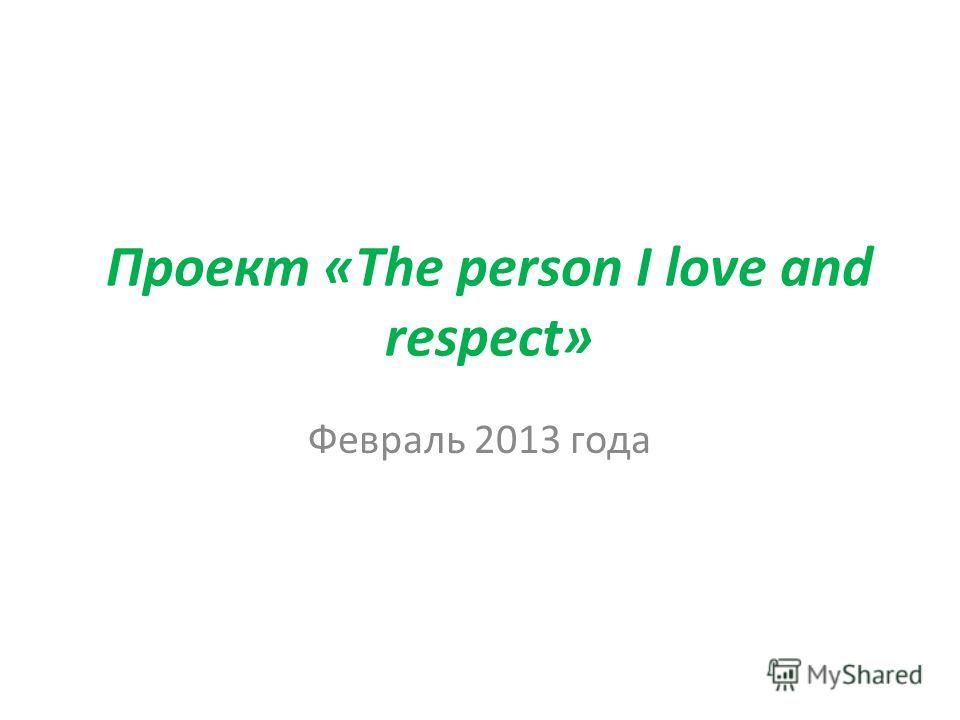 Проект «The person I love and
respect»
Февраль 2013 года
MyShared